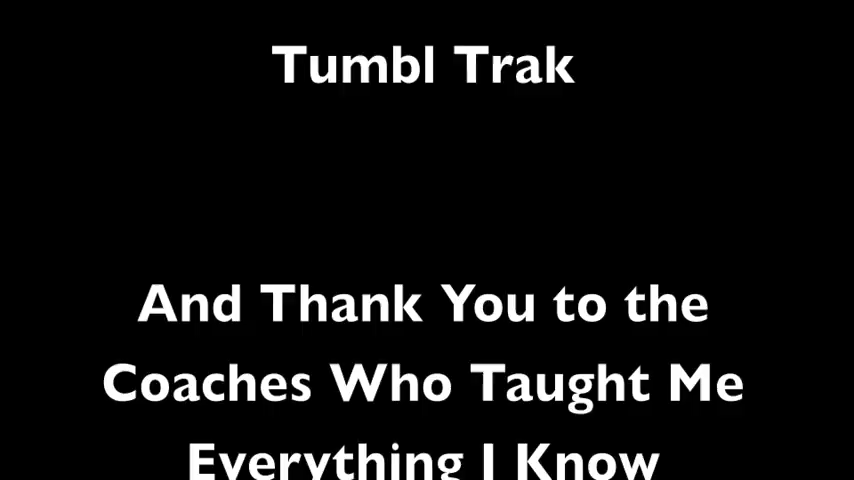 Tumbl Trak
And Thank You to the
Coaches Who Taught Me
Everything I Know